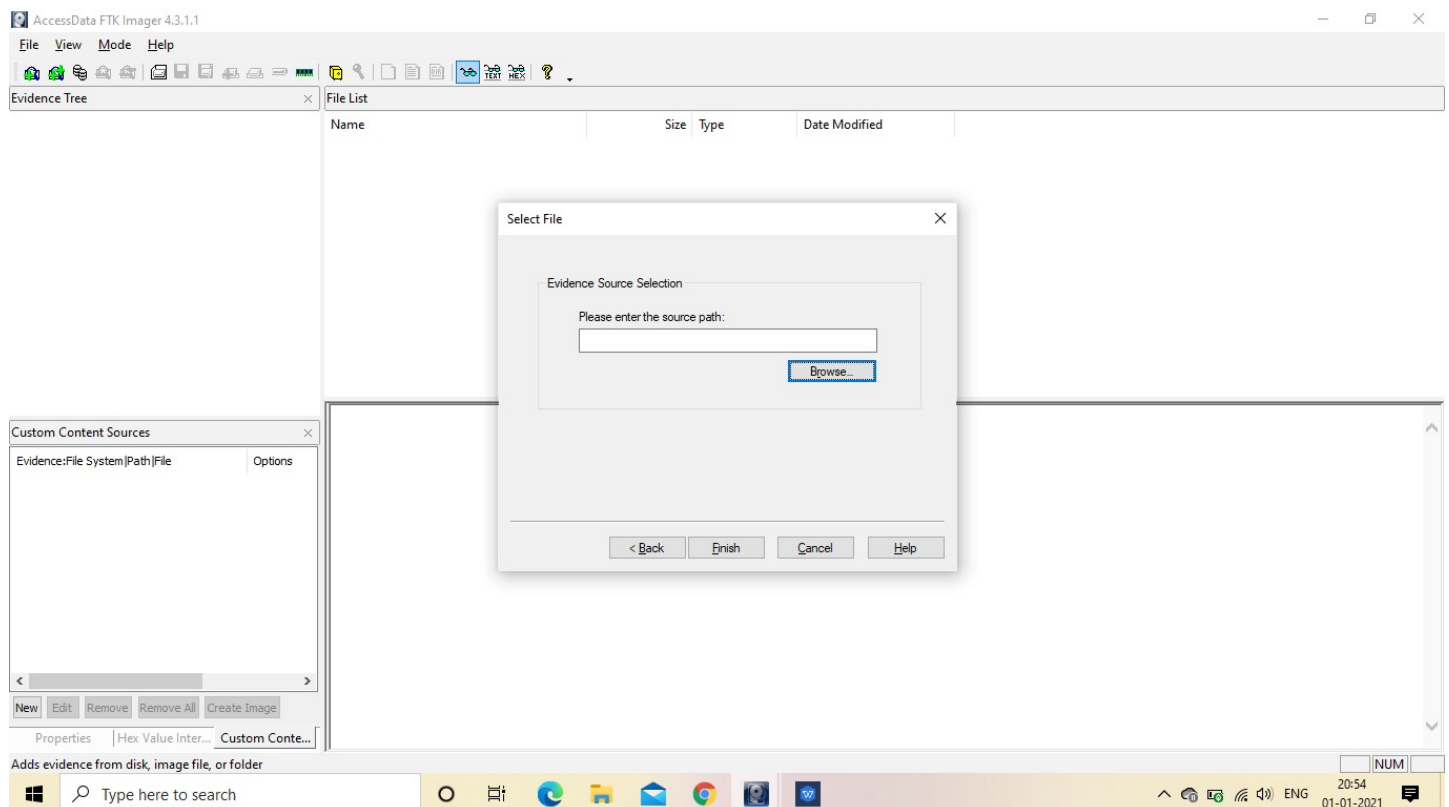 AccessData FTK Imager 4.3.1.1
File View Mode Help
TEXT HEX
Evidence Tree
File List
Name Size Type Date Modified
Select File
Evidence Source Selection
Please enter the source path:
Browse...
Custom Content Sources
Evidence:File System|Path|File Options
< Back Finish Cancel Help
New Edit Remove Remove All Create Image
Properties Hex Value Inter... Custom Conte...
Adds evidence from disk, image file, or folder
NUM
Type here to search
ENG
20:54
01-01-2021